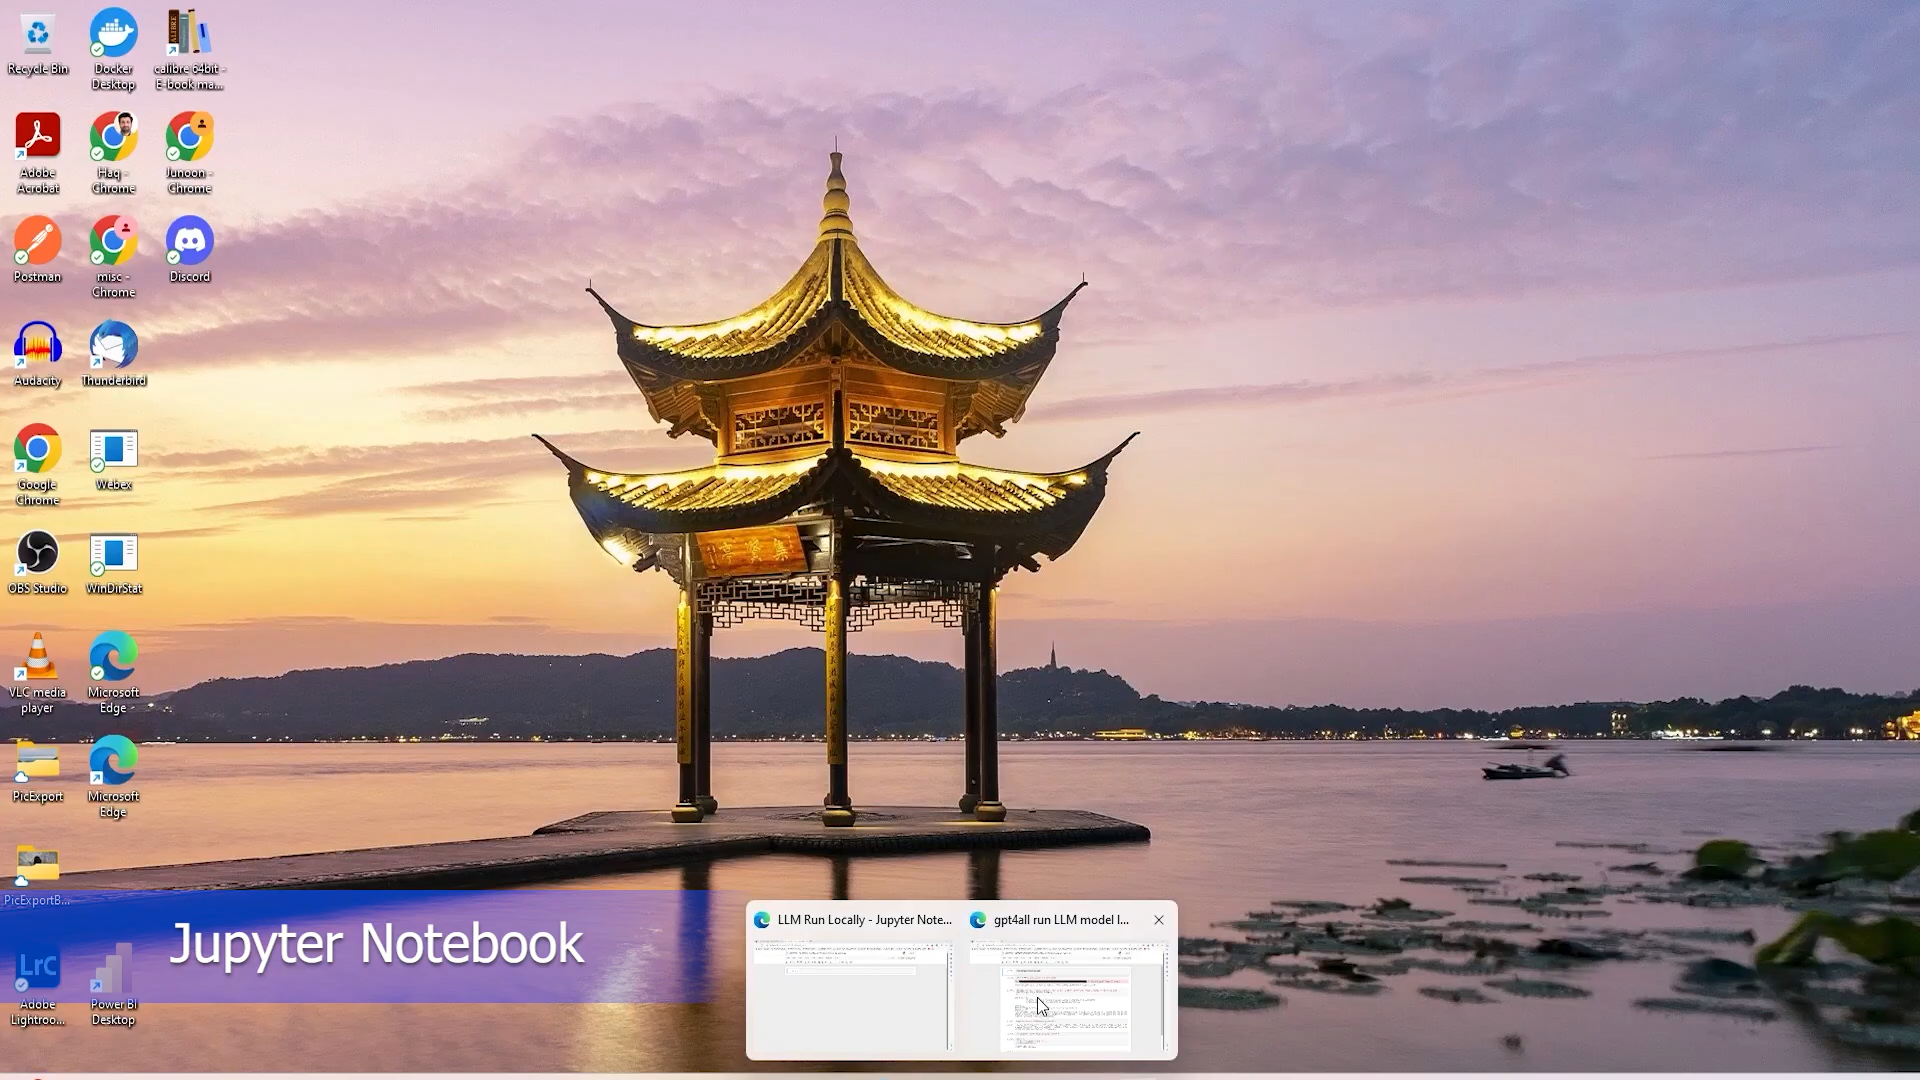 Recycle Bin
Docker
Desktop
calibre 64bit -
E-book ma...
Adobe
Acrobat
Haq -
Chrome
Junoon -
Chrome
Postman
misc -
Chrome
Discord
Audacity
Thunderbird
Google
Chrome
Webex
OBS Studio
WinDirStat
VLC media
player
Microsoft
Edge -
PicExport
Microsoft
Edge
PicExportB...
Jupyter Notebook
LrC
Adobe
Lightroo...
Power BI
Desktop
LLM Run Locally - Jupyter Note...
gpt4all run LLM model l...